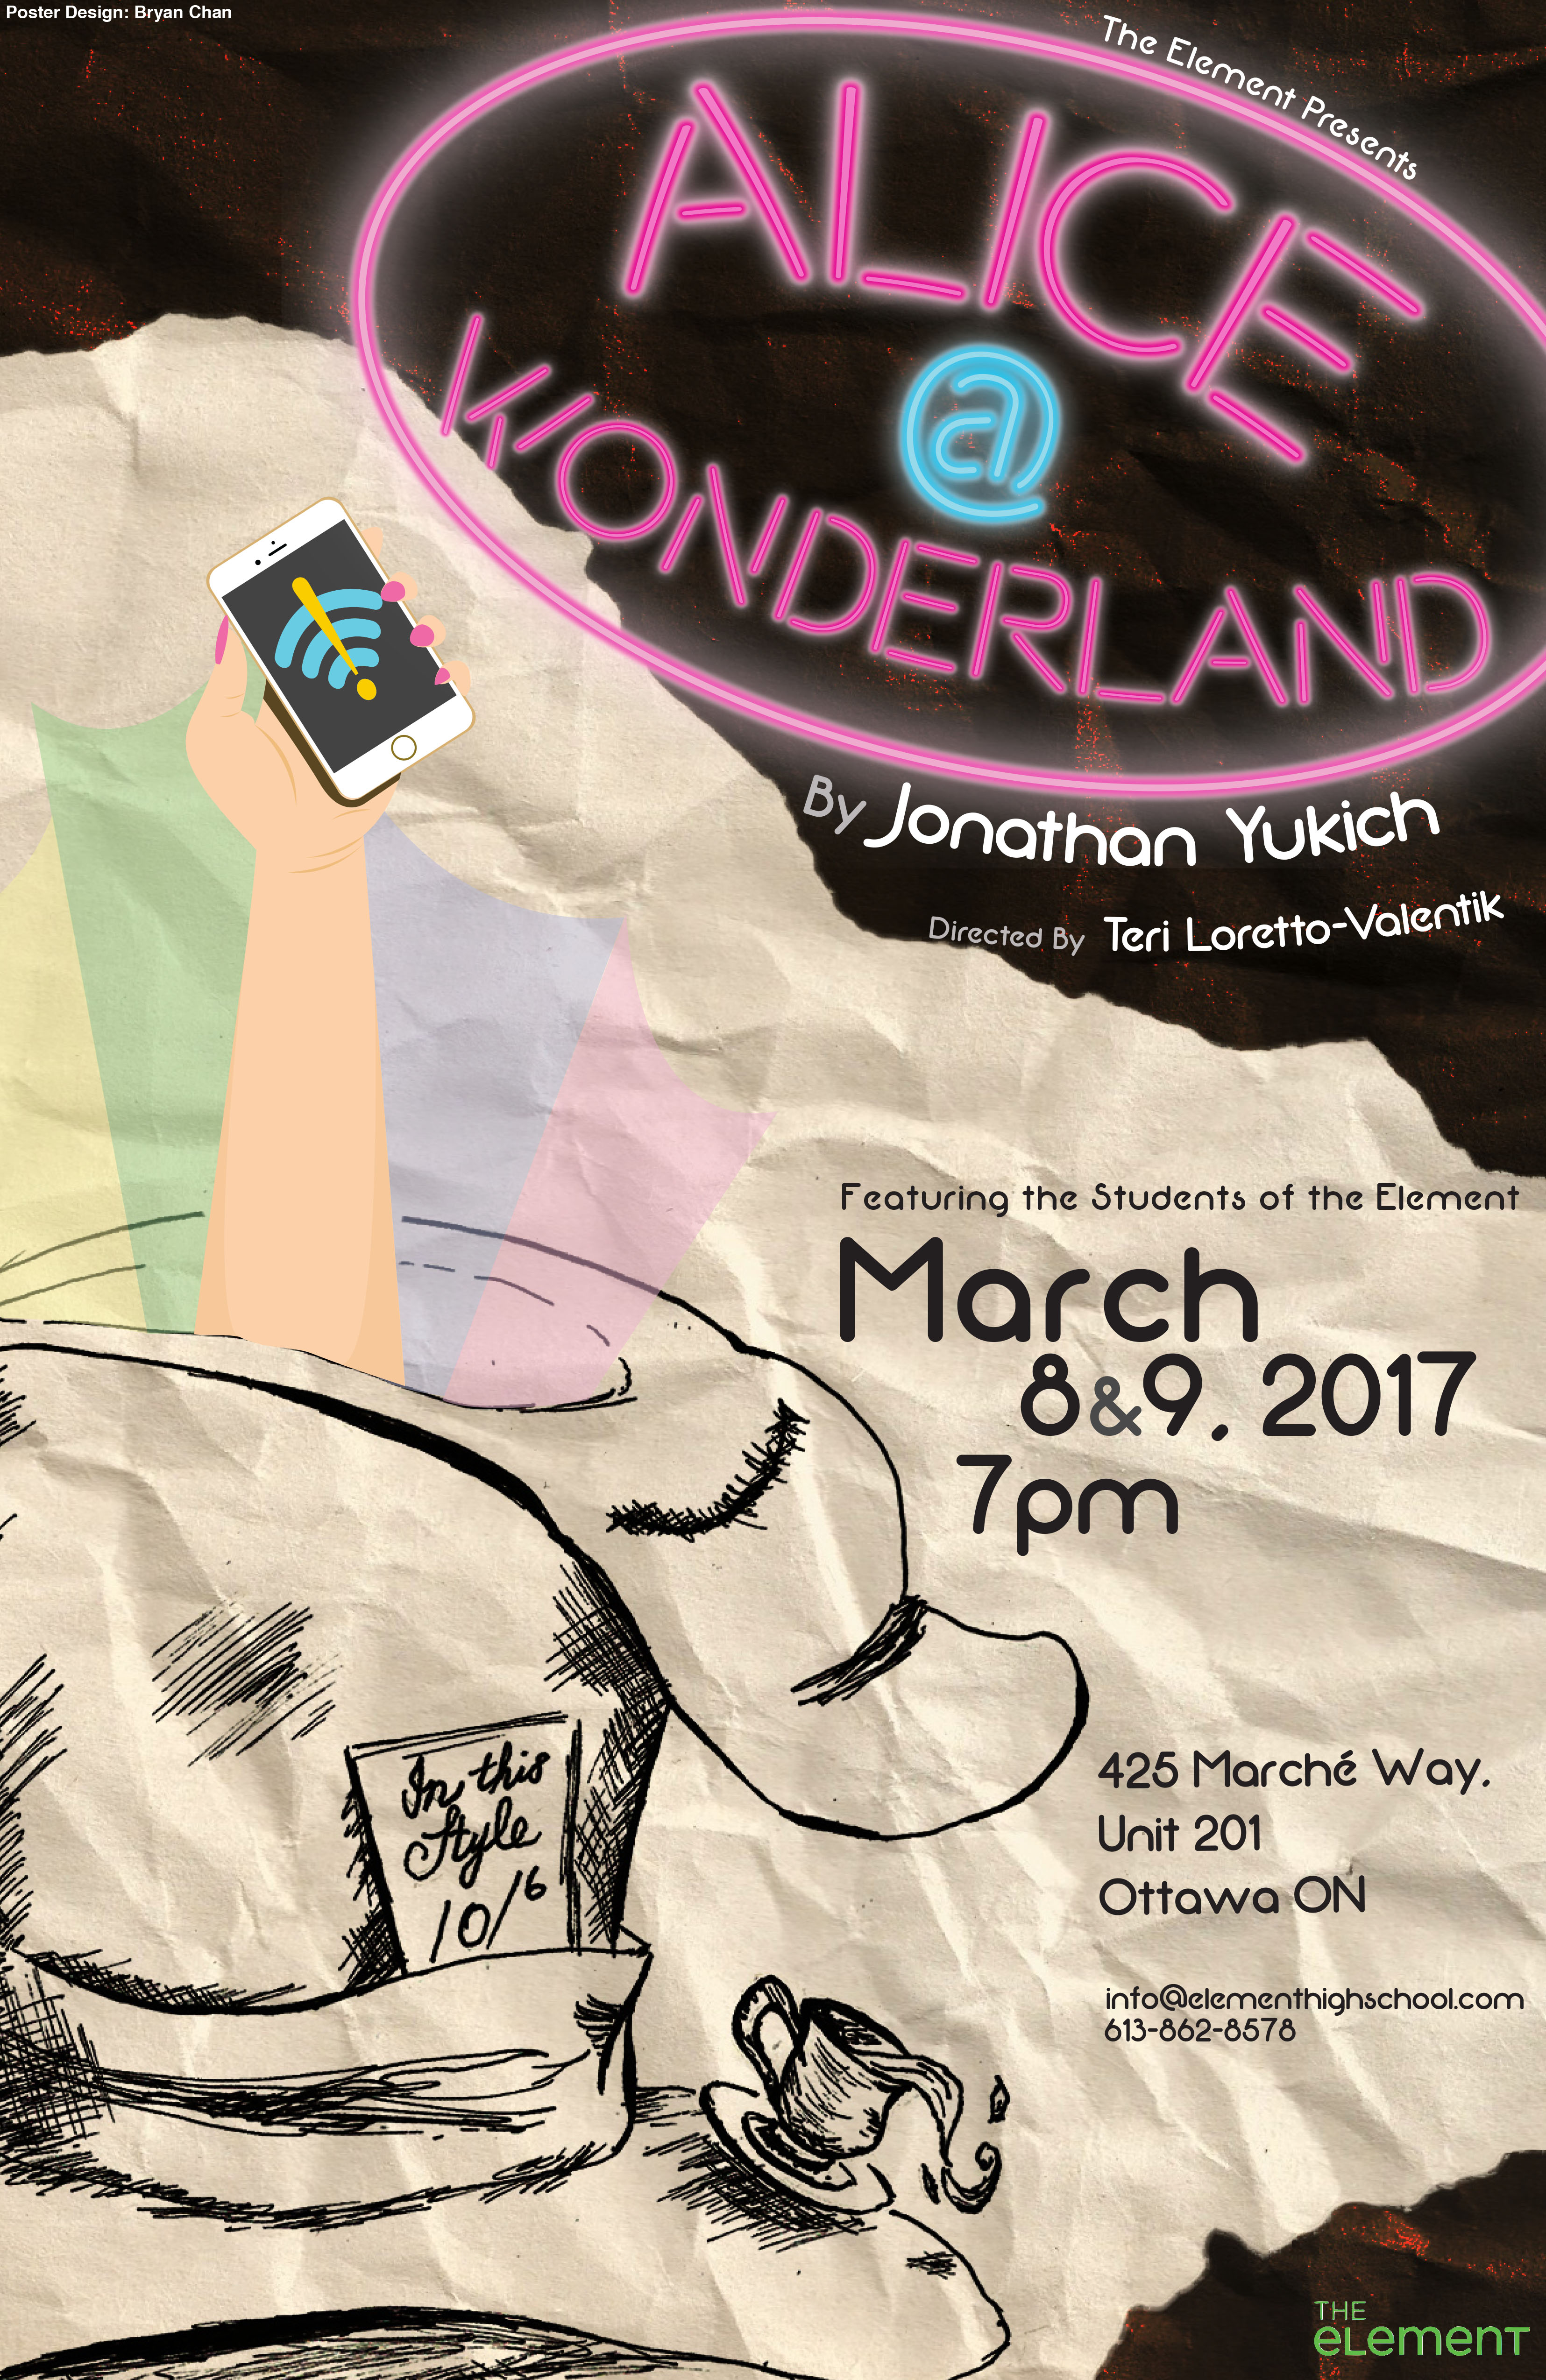 Poster Design: Bryan Chan
The Element Presents
ALICE
@
WONDERLAND
By Jonathan Yukich
Directed By Teri Loretto-Valentik
Featuring the Students of the Element
March
8&9, 2017
7pm
In this
Style
10/6
425 Marché Way,
Unit 201
Ottawa ON
info@elementhighschool.com
613-862-8578
THE
eLement